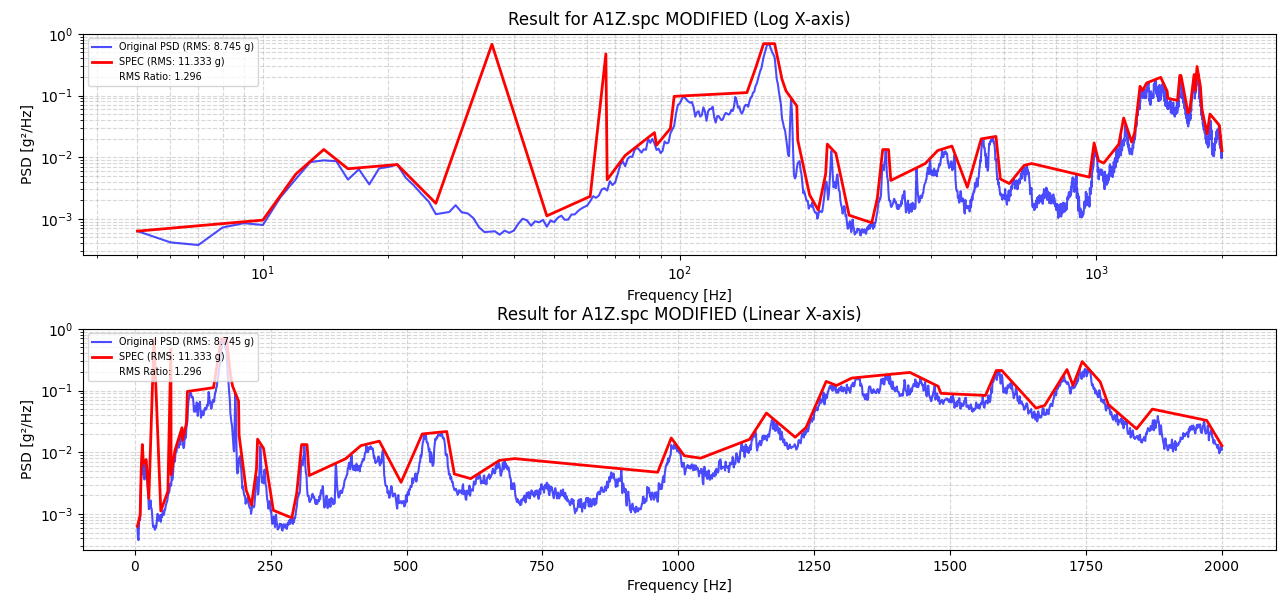 Result for A1Z.spc MODIFIED (Log X-axis)
10⁰
10⁻¹
10⁻²
10⁻³
PSD [g²/Hz]
Original PSD (RMS: 8.745 g)
SPEC (RMS: 11.333 g)
RMS Ratio: 1.296
10¹
10²
10³
Frequency [Hz]
Result for A1Z.spc MODIFIED (Linear X-axis)
10⁰
10⁻¹
10⁻²
10⁻³
PSD [g²/Hz]
Original PSD (RMS: 8.745 g)
SPEC (RMS: 11.333 g)
RMS Ratio: 1.296
0 250 500 750 1000 1250 1500 1750 2000
Frequency [Hz]